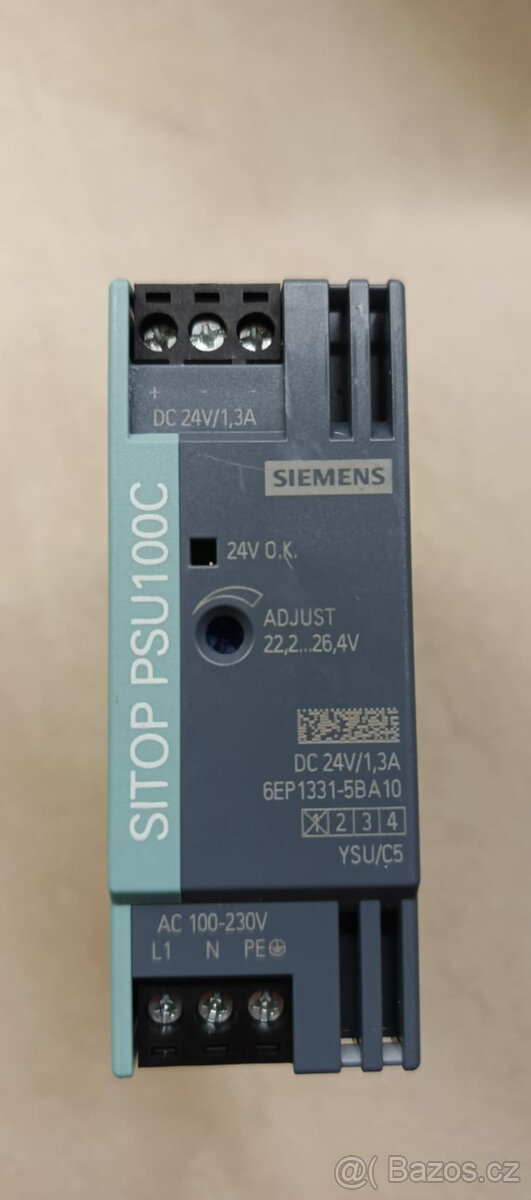 + - -
DC 24V/1,3A
SIEMENS
24V O.K.
SITOP PSU100C
ADJUST
22,2...26,4V
DC 24V/1,3A
6EP1331-5BA10
1 2 3 4
YSU/C5
AC 100-230V
L1 N PE
@( Bazos.cz